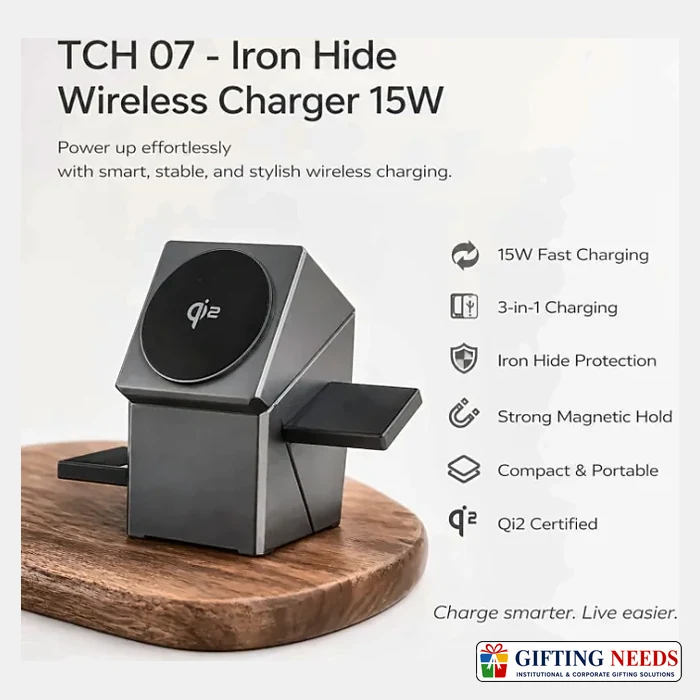 TCH 07 - Iron Hide
Wireless Charger 15W
Power up effortlessly
with smart, stable, and stylish wireless charging.
qi2
15W Fast Charging
3-in-1 Charging
Iron Hide Protection
Strong Magnetic Hold
Compact & Portable
qi2 Qi2 Certified
Charge smarter. Live easier.
GIFTING NEEDS
INSTITUTIONAL & CORPORATE GIFTING SOLUTIONS